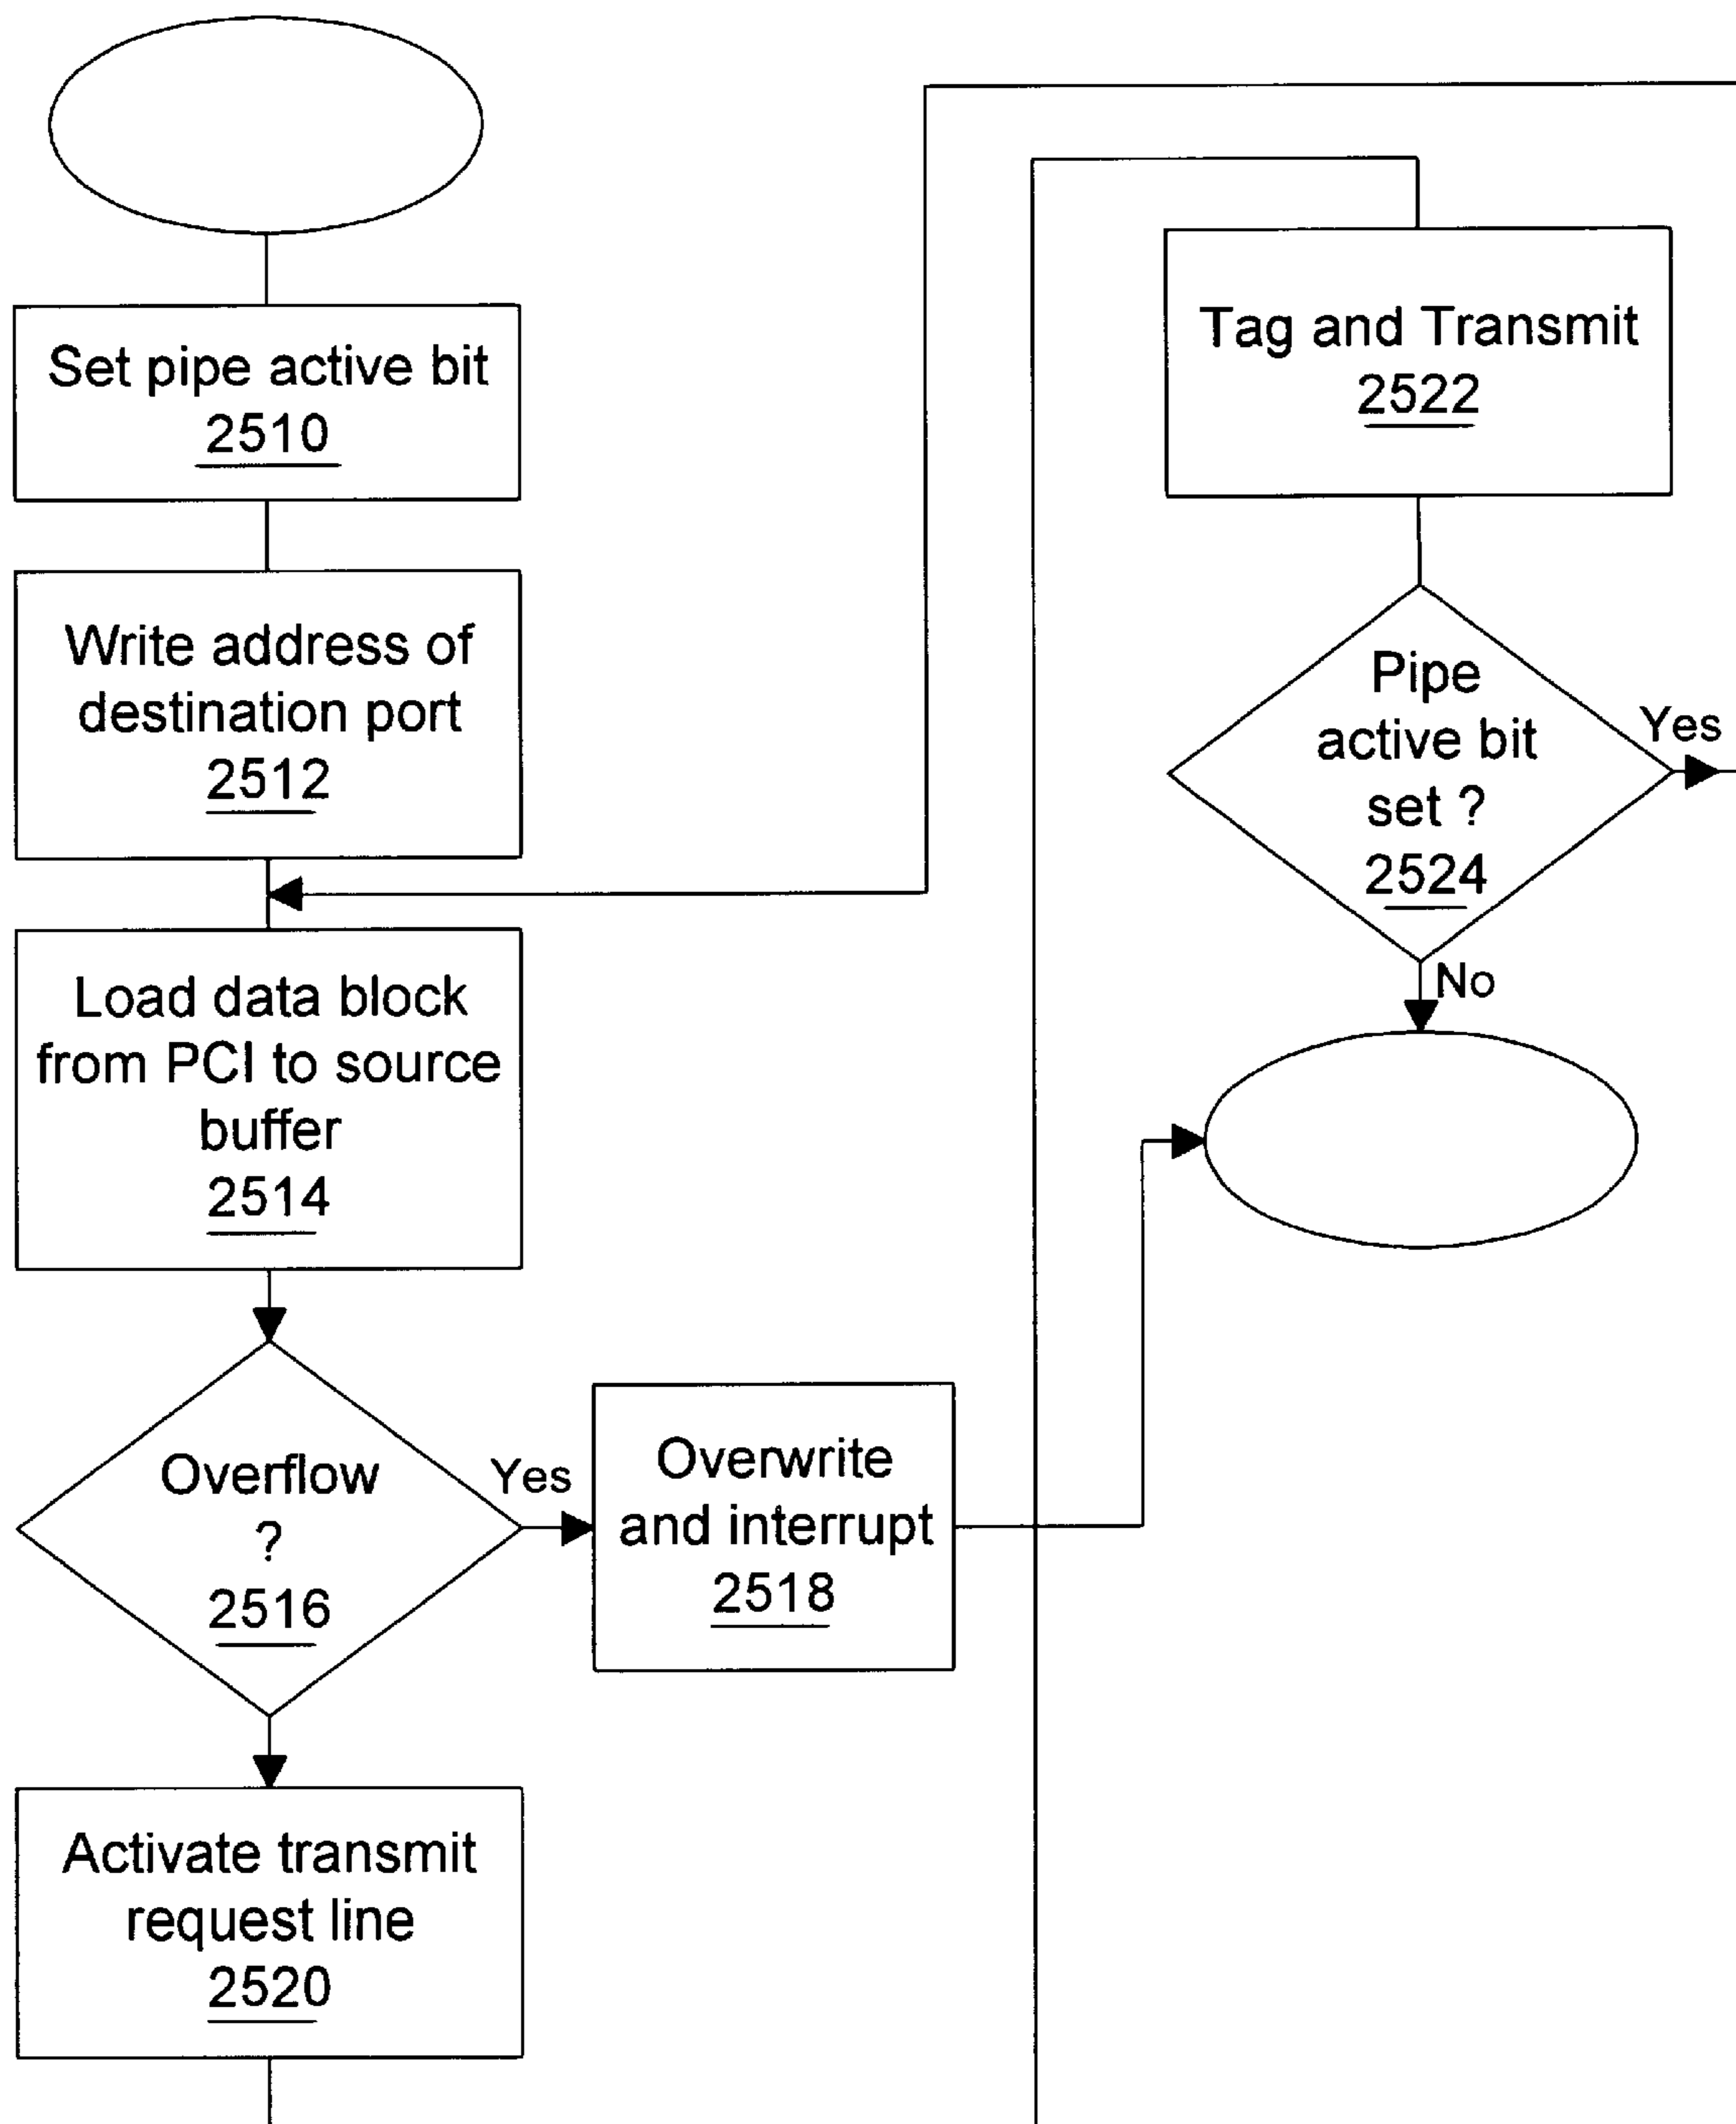 Set pipe active bit
2510
Write address of
destination port
2512
Load data block
from PCI to source
buffer
2514
Overflow
?
2516
Yes
Overwrite
and interrupt
2518
Activate transmit
request line
2520
Tag and Transmit
2522
Pipe
active bit
set ?
2524
Yes
No